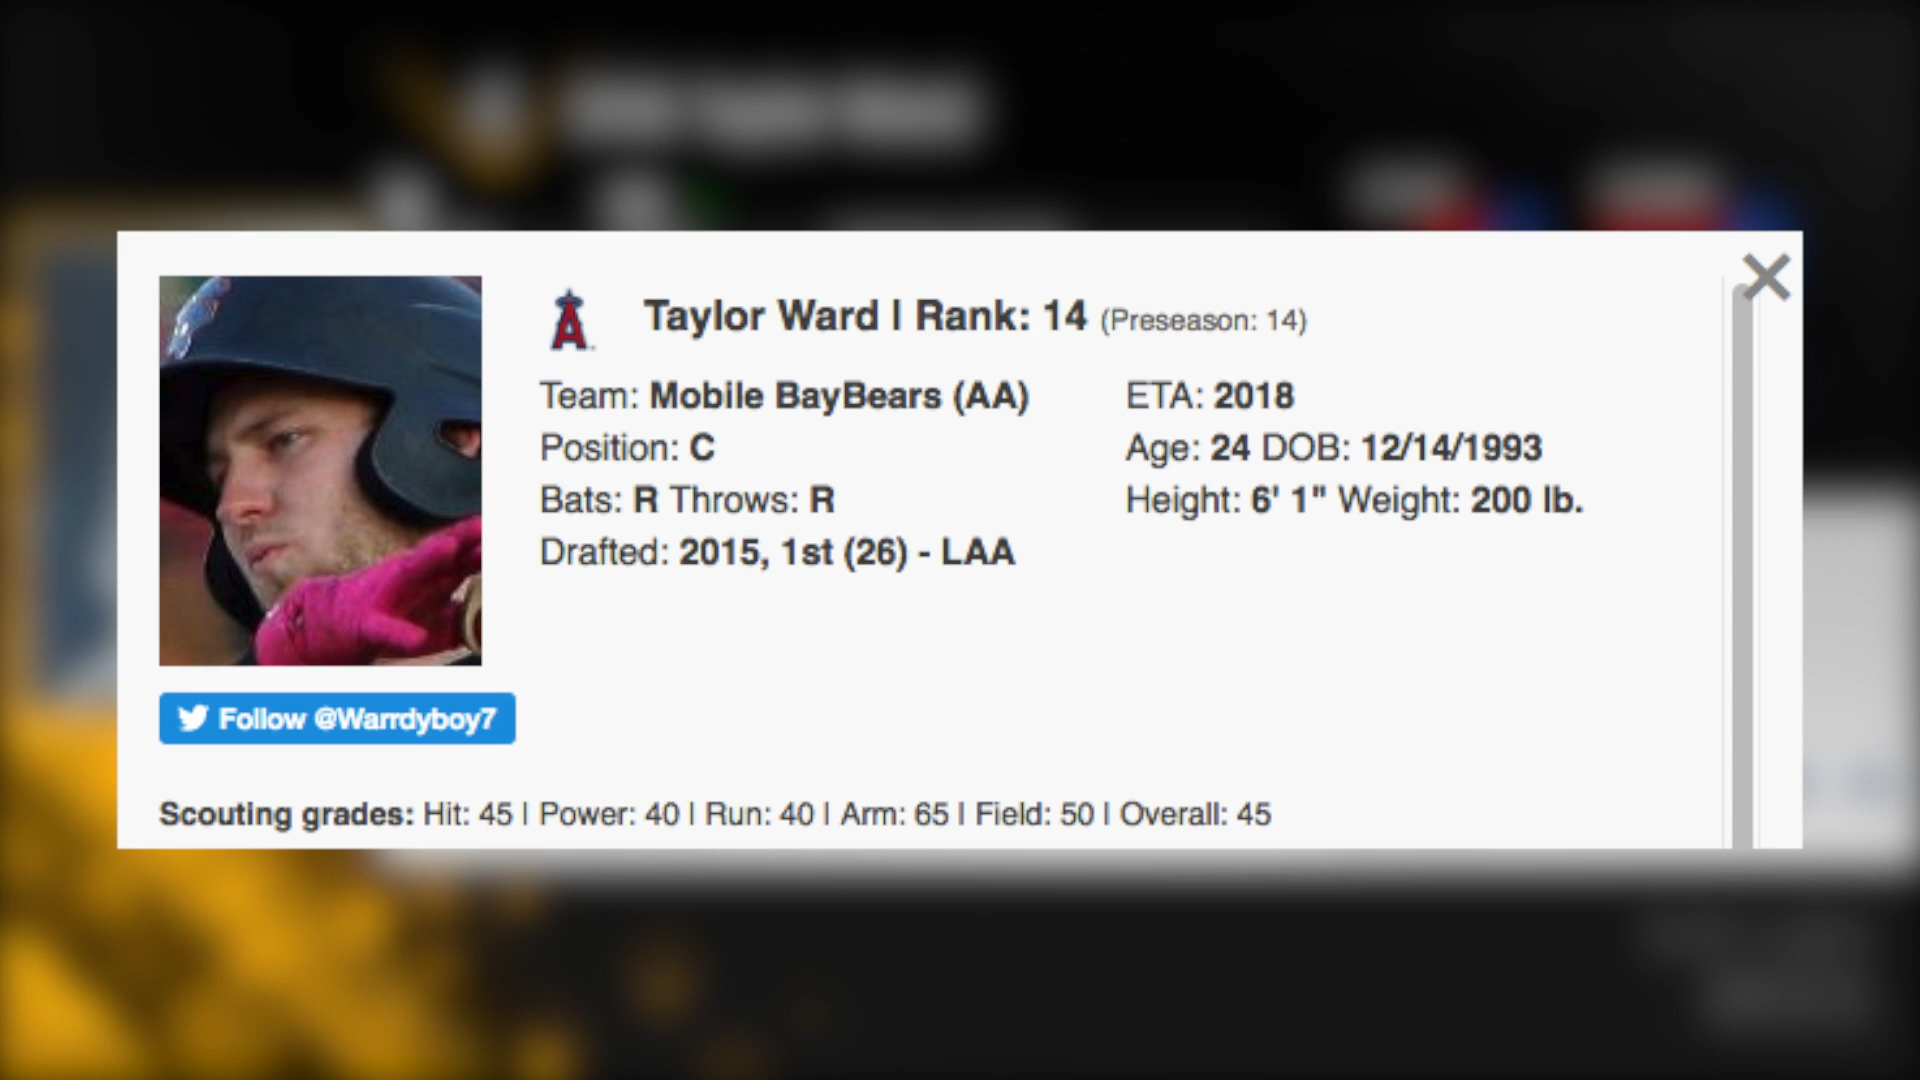 Taylor Ward | Rank: 14 (Preseason: 14)
Team: Mobile BayBears (AA)
ETA: 2018
Position: C
Age: 24 DOB: 12/14/1993
Bats: R Throws: R
Height: 6' 1" Weight: 200 lb.
Drafted: 2015, 1st (26) - LAA
Follow @Warrdyboy7
Scouting grades: Hit: 45 | Power: 40 | Run: 40 | Arm: 65 | Field: 50 | Overall: 45